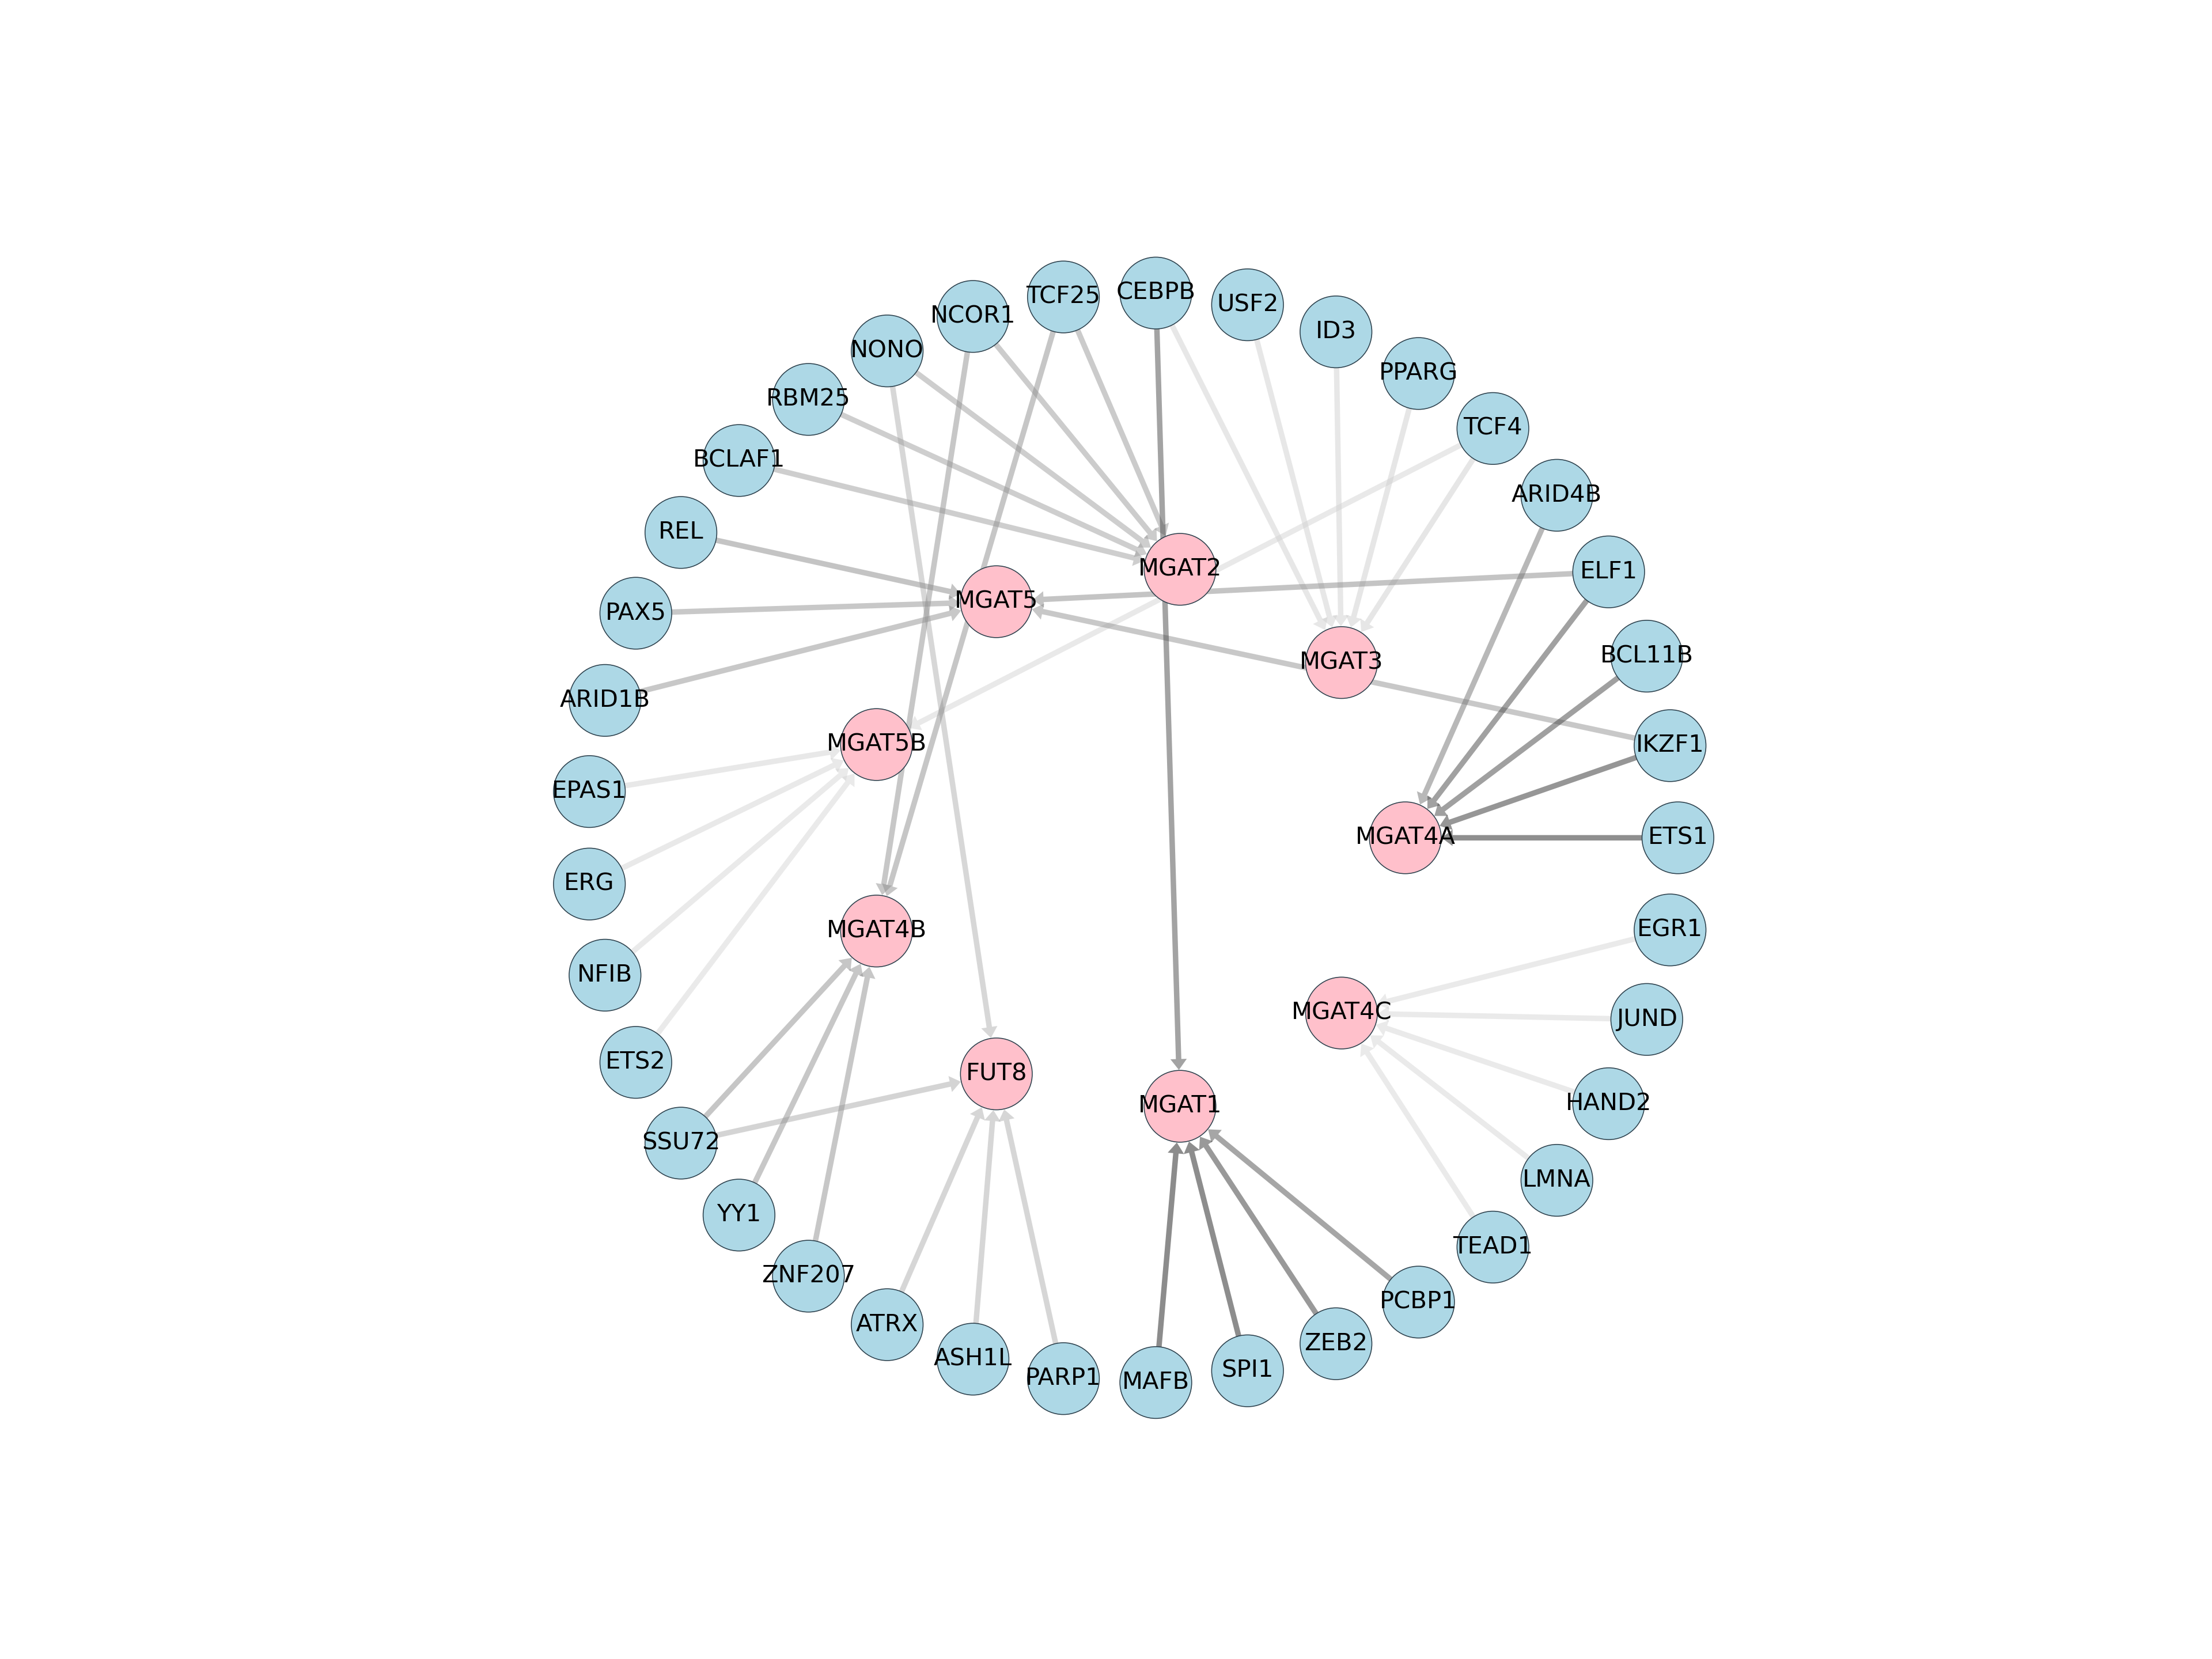 CEBPB
TCF25
USF2
NCOR1
ID3
NONO
PPARG
RBM25
TCF4
BCLAF1
ARID4B
REL
MGAT2
ELF1
MGAT5
PAX5
BCL11B
MGAT3
ARID1B
MGAT5B
IKZF1
EPAS1
MGAT4A
ETS1
ERG
MGAT4B
EGR1
NFIB
MGAT4C
JUND
ETS2
FUT8
HAND2
MGAT1
SSU72
LMNA
YY1
TEAD1
ZNF207
PCBP1
ATRX
ZEB2
ASH1L
SPI1
PARP1
MAFB